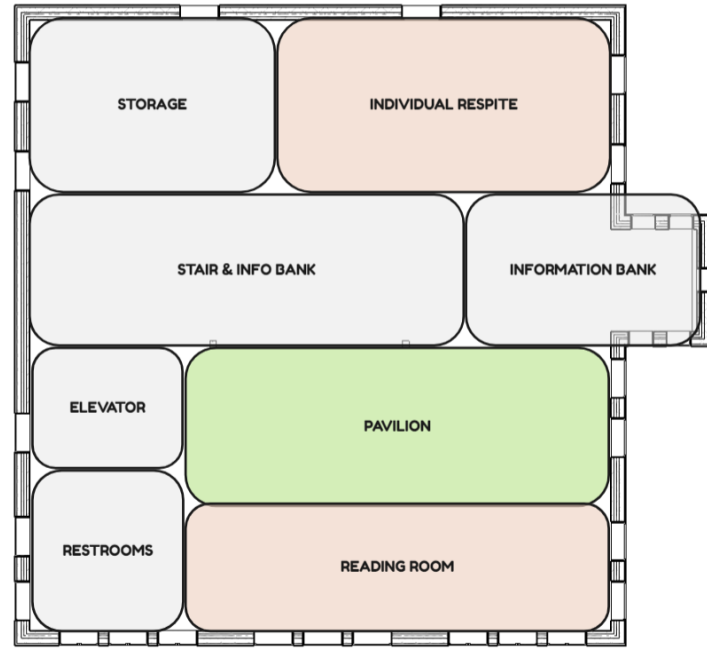 STORAGE
INDIVIDUAL RESPITE
STAIR & INFO BANK
INFORMATION BANK
ELEVATOR
PAVILION
RESTROOMS
READING ROOM